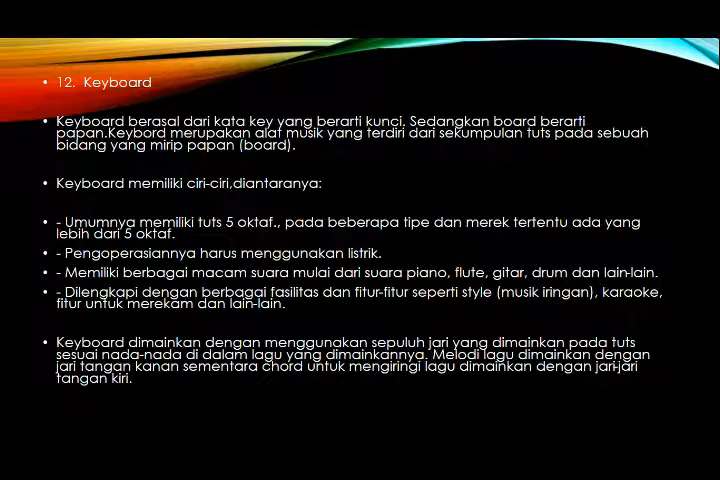 • 12. Keyboard
• Keyboard berasal dari kata key yang berarti kunci. Sedangkan board berarti
papan.Keybord merupakan alat musik yang terdiri dari sekumpulan tuts pada sebuah
bidang yang mirip papan (board).
• Keyboard memiliki ciri-ciri,diantaranya:
• - Umumnya memiliki tuts 5 oktaf., pada beberapa tipe dan merek tertentu ada yang
lebih dari 5 oktaf.
• - Pengoperasiannya harus menggunakan listrik.
• - Memiliki berbagai macam suara mulai dari suara piano, flute, gitar, drum dan lain-lain.
• - Dilengkapi dengan berbagai fasilitas dan fitur-fitur seperti style (musik iringan), karaoke,
fitur untuk merekam dan lain-lain.
• Keyboard dimainkan dengan menggunakan sepuluh jari yang dimainkan pada tuts
sesuai nada-nada di dalam lagu yang dimainkannya. Melodi lagu dimainkan dengan
jari tangan kanan sementara chord untuk mengiringi lagu dimainkan dengan jari-jari
tangan kiri.